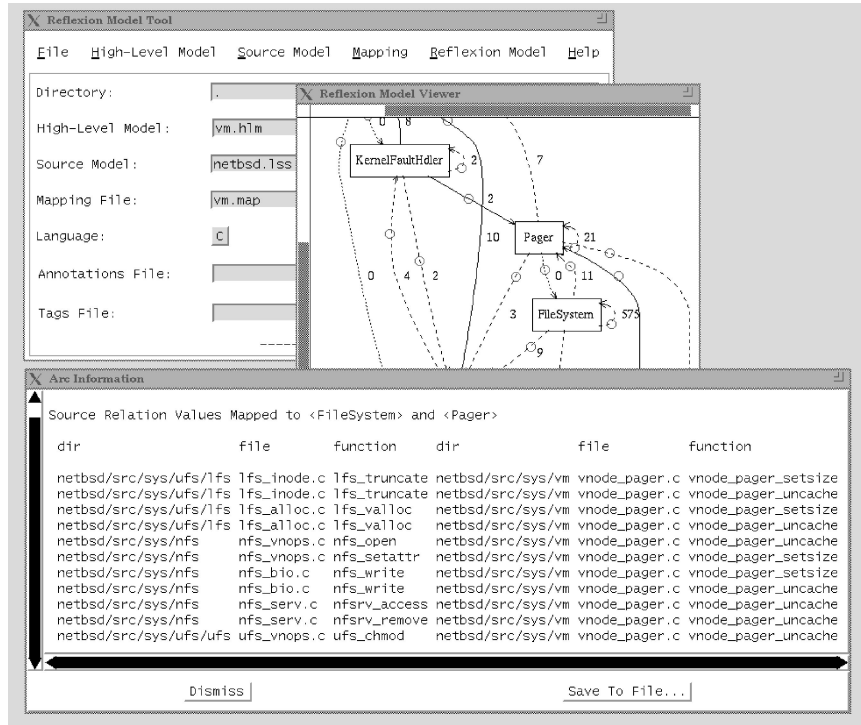 Reflexion Model Tool
File High-Level Model Source Model Mapping Reflexion Model Help
Directory: .
High-Level Model: vm.hlm
Source Model: netbsd.lss
Mapping File: vm.map
Language: C
Annotations File:
Tags File:
Reflexion Model Viewer
0 8
KernelFaultHdler 2
7
2
10
Pager 21
0 4 2
0 11
3
FileSystem 575
9
Arc Information
Source Relation Values Mapped to <FileSystem> and <Pager>
dir file function dir file function
netbsd/src/sys/ufs/lfs lfs_inode.c lfs_truncate netbsd/src/sys/vm vnode_pager.c vnode_pager_setsize
netbsd/src/sys/ufs/lfs lfs_inode.c lfs_truncate netbsd/src/sys/vm vnode_pager.c vnode_pager_uncache
netbsd/src/sys/ufs/lfs lfs_alloc.c lfs_valloc netbsd/src/sys/vm vnode_pager.c vnode_pager_setsize
netbsd/src/sys/ufs/lfs lfs_alloc.c lfs_valloc netbsd/src/sys/vm vnode_pager.c vnode_pager_uncache
netbsd/src/sys/nfs nfs_vnops.c nfs_open netbsd/src/sys/vm vnode_pager.c vnode_pager_uncache
netbsd/src/sys/nfs nfs_vnops.c nfs_setattr netbsd/src/sys/vm vnode_pager.c vnode_pager_setsize
netbsd/src/sys/nfs nfs_bio.c nfs_write netbsd/src/sys/vm vnode_pager.c vnode_pager_setsize
netbsd/src/sys/nfs nfs_bio.c nfs_write netbsd/src/sys/vm vnode_pager.c vnode_pager_uncache
netbsd/src/sys/nfs nfs_serv.c nfsrv_access netbsd/src/sys/vm vnode_pager.c vnode_pager_uncache
netbsd/src/sys/nfs nfs_serv.c nfsrv_remove netbsd/src/sys/vm vnode_pager.c vnode_pager_uncache
netbsd/src/sys/ufs/ufs ufs_vnops.c ufs_chmod netbsd/src/sys/vm vnode_pager.c vnode_pager_uncache
Dismiss Save To File...